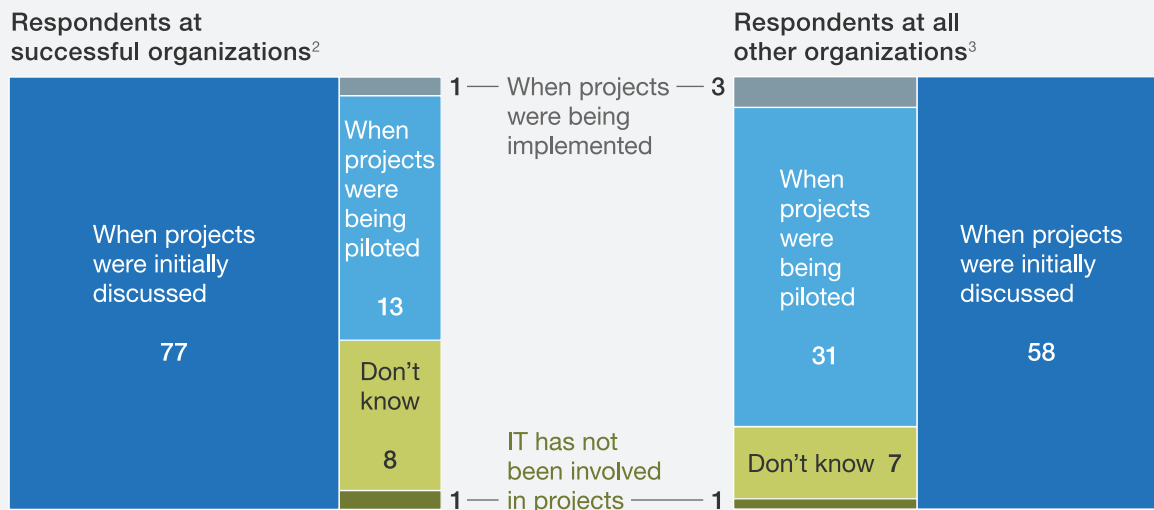 Respondents at
successful organizations²
When projects
were initially
discussed
77
When
projects
were
being
piloted
13
Don't
know
8
1
When projects
were being
implemented
3
IT has not
been involved
in projects
1
1
Respondents at all
other organizations³
When
projects
were
being
piloted
31
Don't know 7
When projects
were initially
discussed
58